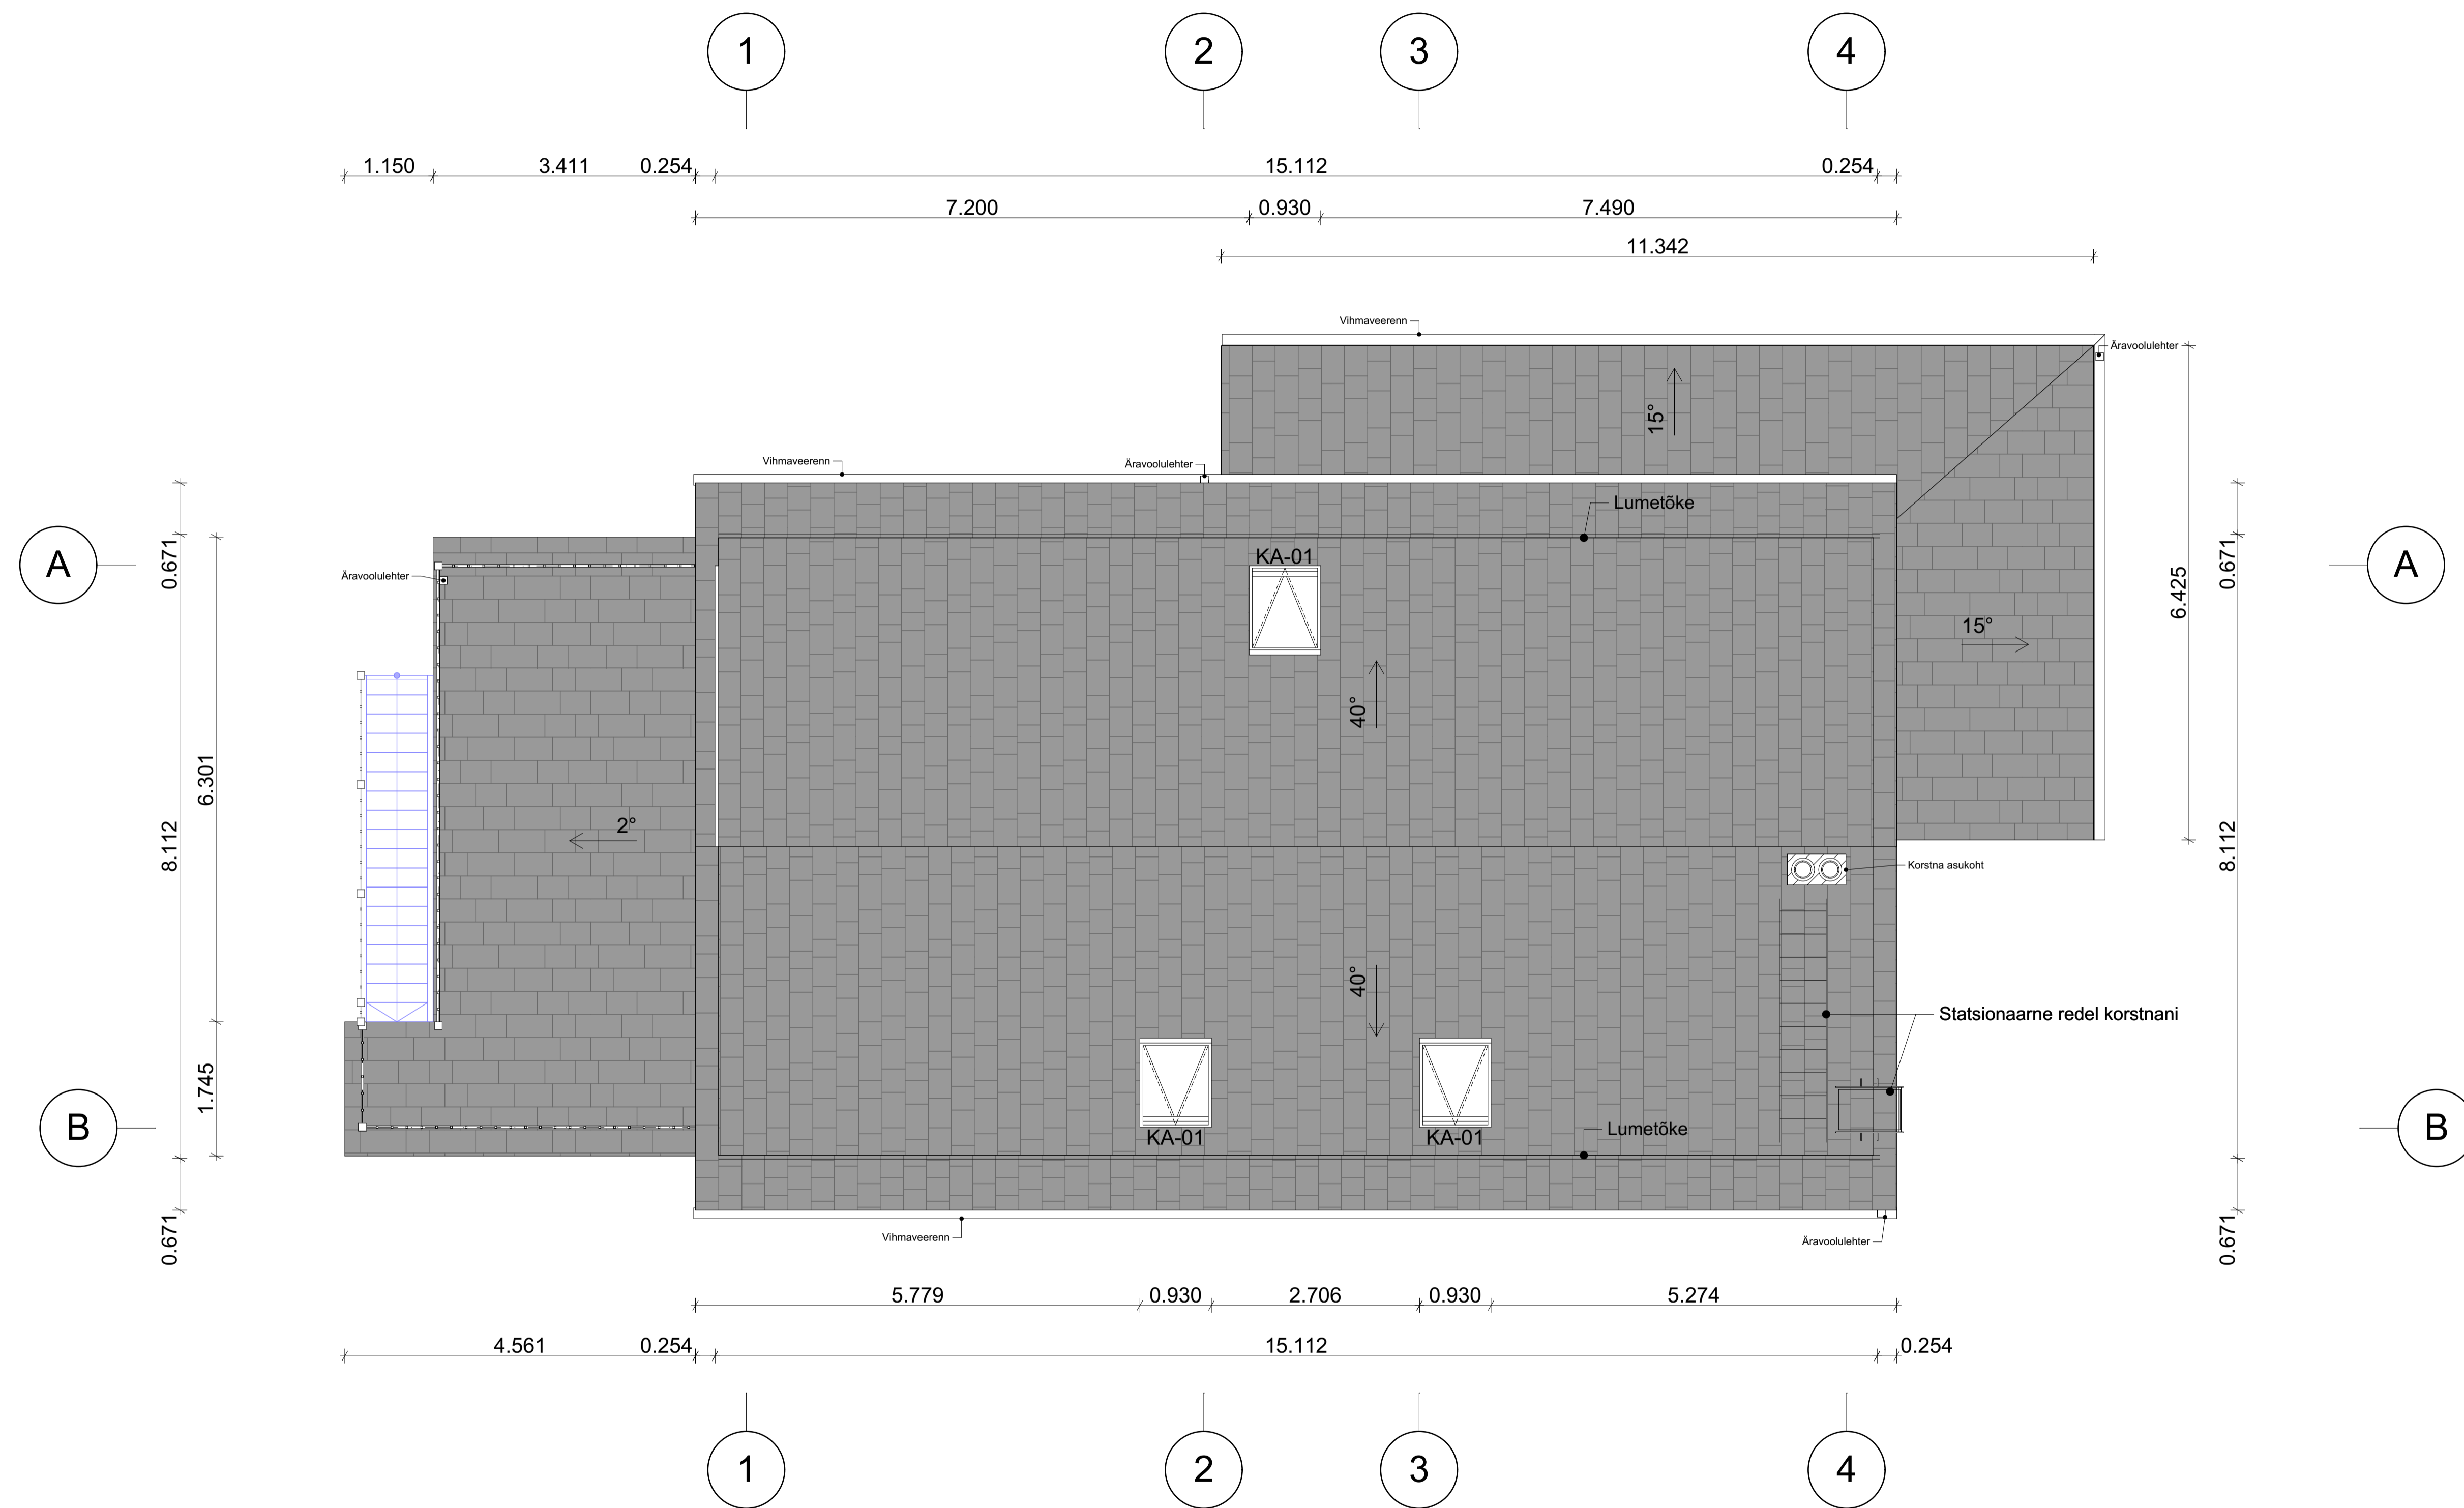 1
2
3
4
1.150
3.411
0.254
15.112
0.254
7.200
0.930
7.490
11.342
Vihmaveerenn
Äravoolulehter
15°
Vihmaveerenn
Äravoolulehter
Lumetõke
KA-01
A
A
0.671
0.671
6.425
Äravoolulehter
15°
40°
6.301
8.112
2°
8.112
Korstna asukoht
40°
Statsionaarne redel korstnani
1.745
B
KA-01
KA-01
Lumetõke
B
0.671
Vihmaveerenn
Äravoolulehter
0.671
5.779
0.930
2.706
0.930
5.274
4.561
0.254
15.112
0.254
1
2
3
4